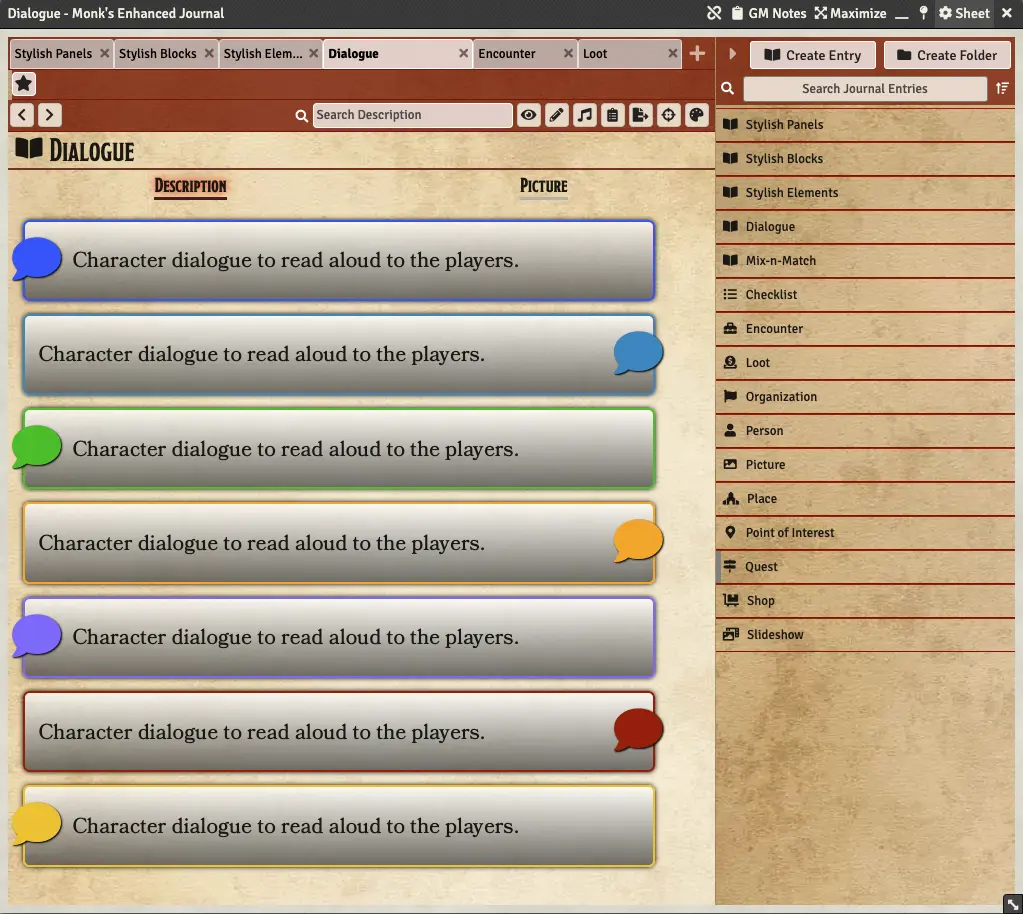 Dialogue - Monk's Enhanced Journal
GM Notes
Maximize
Sheet
Stylish Panels
Stylish Blocks
Stylish Elem...
Dialogue
Encounter
Loot
Create Entry
Create Folder
Search Journal Entries
Search Description
Dialogue
Description
Picture
Character dialogue to read aloud to the players.
Character dialogue to read aloud to the players.
Character dialogue to read aloud to the players.
Character dialogue to read aloud to the players.
Character dialogue to read aloud to the players.
Character dialogue to read aloud to the players.
Character dialogue to read aloud to the players.
Stylish Panels
Stylish Blocks
Stylish Elements
Dialogue
Mix-n-Match
Checklist
Encounter
Loot
Organization
Person
Picture
Place
Point of Interest
Quest
Shop
Slideshow